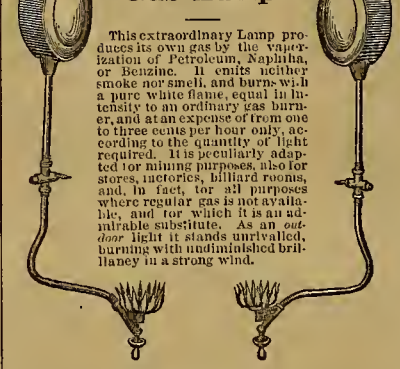 This extraordinary Lamp pro-
duces its own gas by the vapor-
ization of Petroleum, Naphtha,
or Benzine. It emits neither
smoke nor smell, and burns with
a pure white flame, equal in in-
tensity to an ordinary gas burn-
er, and at an expense of from one
to three cents per hour only, ac-
cording to the quantity of light
required. It is peculiarly adap-
ted for mining purposes, also for
stores, factories, billiard rooms,
and, in fact, for all purposes
where regular gas is not availa-
ble, and for which it is an ad-
mirable substitute. As an out-
door light it stands unrivalled,
burning with undiminished bril-
liancy in a strong wind.